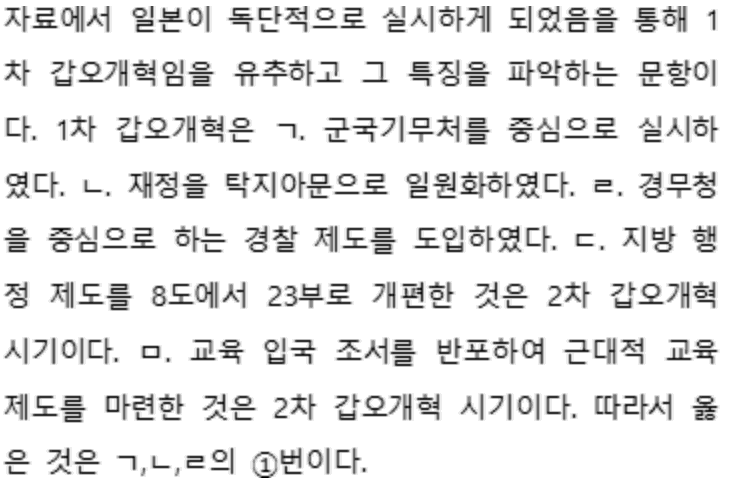 자료에서 일본이 독단적으로 실시하게 되었음을 통해 1
차 갑오개혁임을 유추하고 그 특징을 파악하는 문항이
다. 1차 갑오개혁은 ㄱ. 군국기무처를 중심으로 실시하
였다. ㄴ. 재정을 탁지아문으로 일원화하였다. ㄹ. 경무청
을 중심으로 하는 경찰 제도를 도입하였다. ㄷ. 지방 행
정 제도를 8도에서 23부로 개편한 것은 2차 갑오개혁
시기이다. ㅁ. 교육 입국 조서를 반포하여 근대적 교육
제도를 마련한 것은 2차 갑오개혁 시기이다. 따라서 옳
은 것은 ㄱ,ㄴ,ㄹ의 ①번이다.